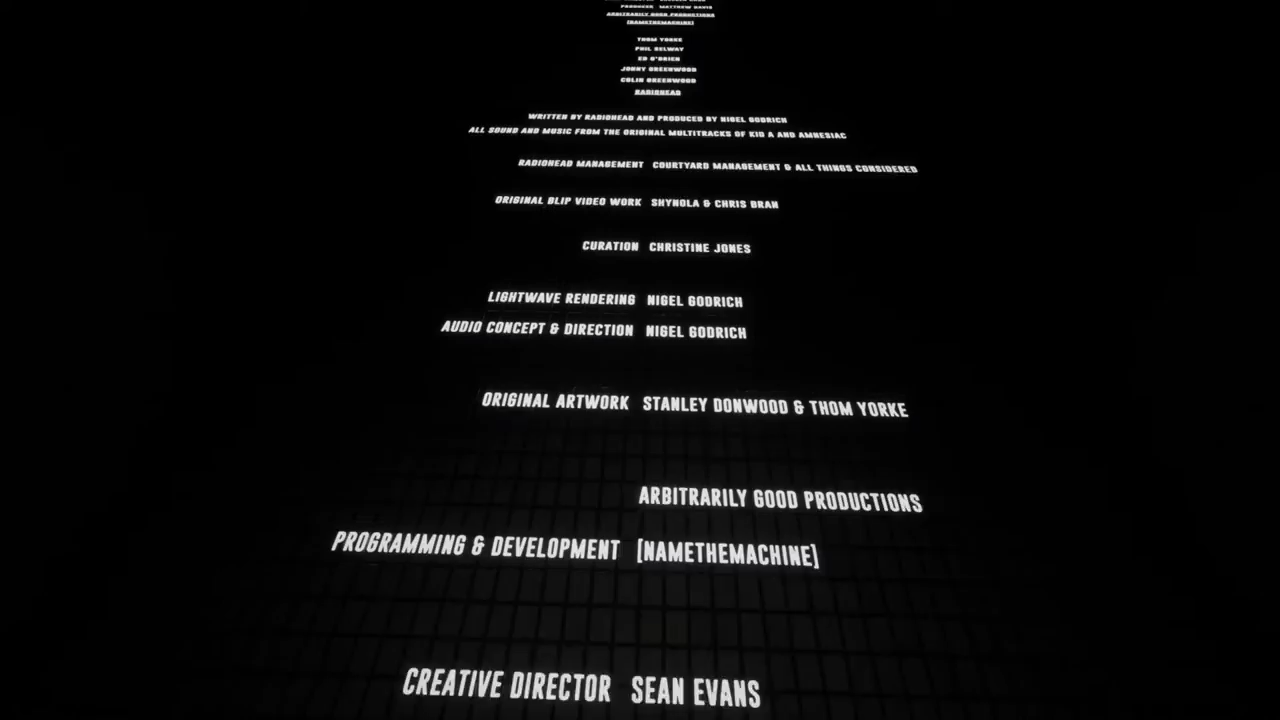 PRODUCER MATTHEW DAVIS
ARBITRARILY GOOD PRODUCTIONS
[NAMETHEMACHINE]
THOM YORKE
PHIL SELWAY
ED O'BRIEN
JONNY GREENWOOD
COLIN GREENWOOD
RADIOHEAD
WRITTEN BY RADIOHEAD AND PRODUCED BY NIGEL GODRICH
ALL SOUND AND MUSIC FROM THE ORIGINAL MULTITRACKS OF KID A AND AMNESIAC
RADIOHEAD MANAGEMENT COURTYARD MANAGEMENT & ALL THINGS CONSIDERED
ORIGINAL BLIP VIDEO WORK SHYNOLA & CHRIS BRAN
CURATION CHRISTINE JONES
LIGHTWAVE RENDERING NIGEL GODRICH
AUDIO CONCEPT & DIRECTION NIGEL GODRICH
ORIGINAL ARTWORK STANLEY DONWOOD & THOM YORKE
ARBITRARILY GOOD PRODUCTIONS
PROGRAMMING & DEVELOPMENT [NAMETHEMACHINE]
CREATIVE DIRECTOR SEAN EVANS